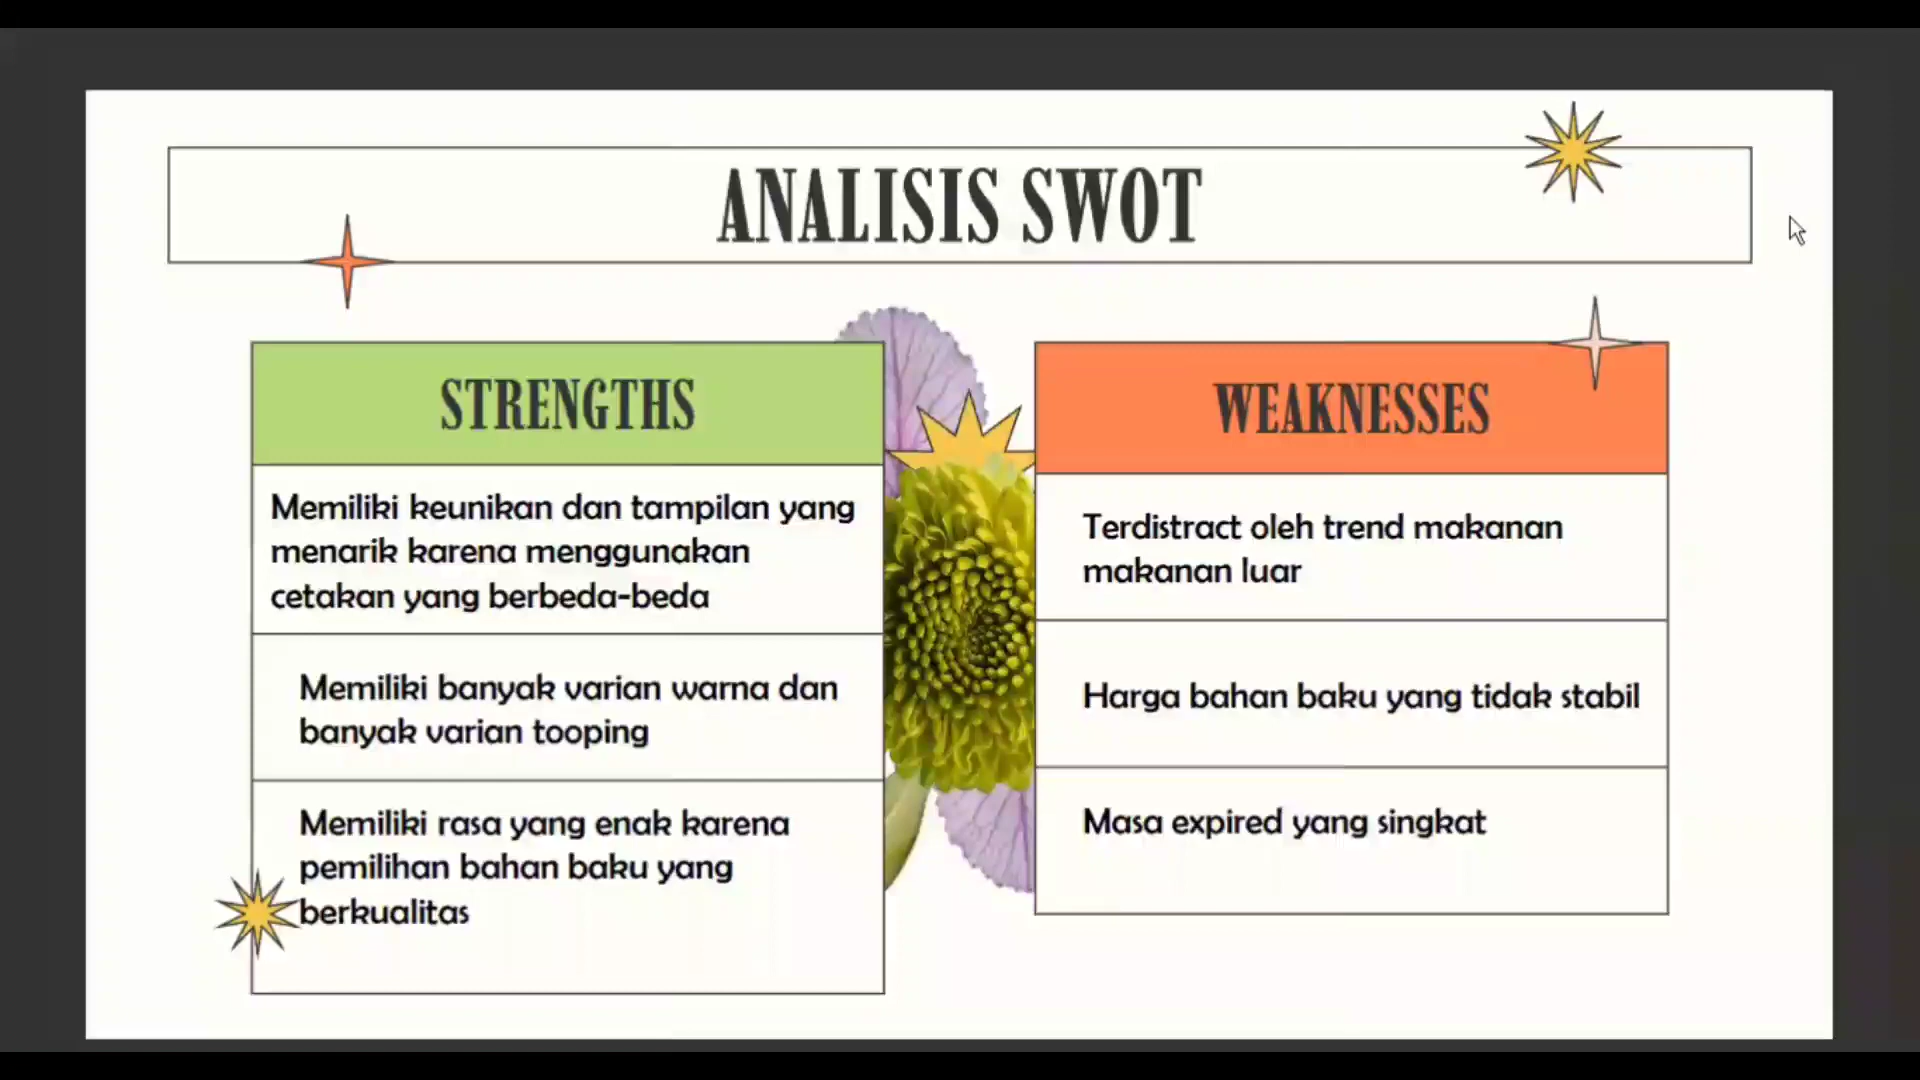 ANALISIS SWOT
STRENGTHS
Memiliki keunikan dan tampilan yang
menarik karena menggunakan
cetakan yang berbeda-beda
Memiliki banyak varian warna dan
banyak varian tooping
Memiliki rasa yang enak karena
pemilihan bahan baku yang
berkualitas
WEAKNESSES
Terdistract oleh trend makanan
makanan luar
Harga bahan baku yang tidak stabil
Masa expired yang singkat